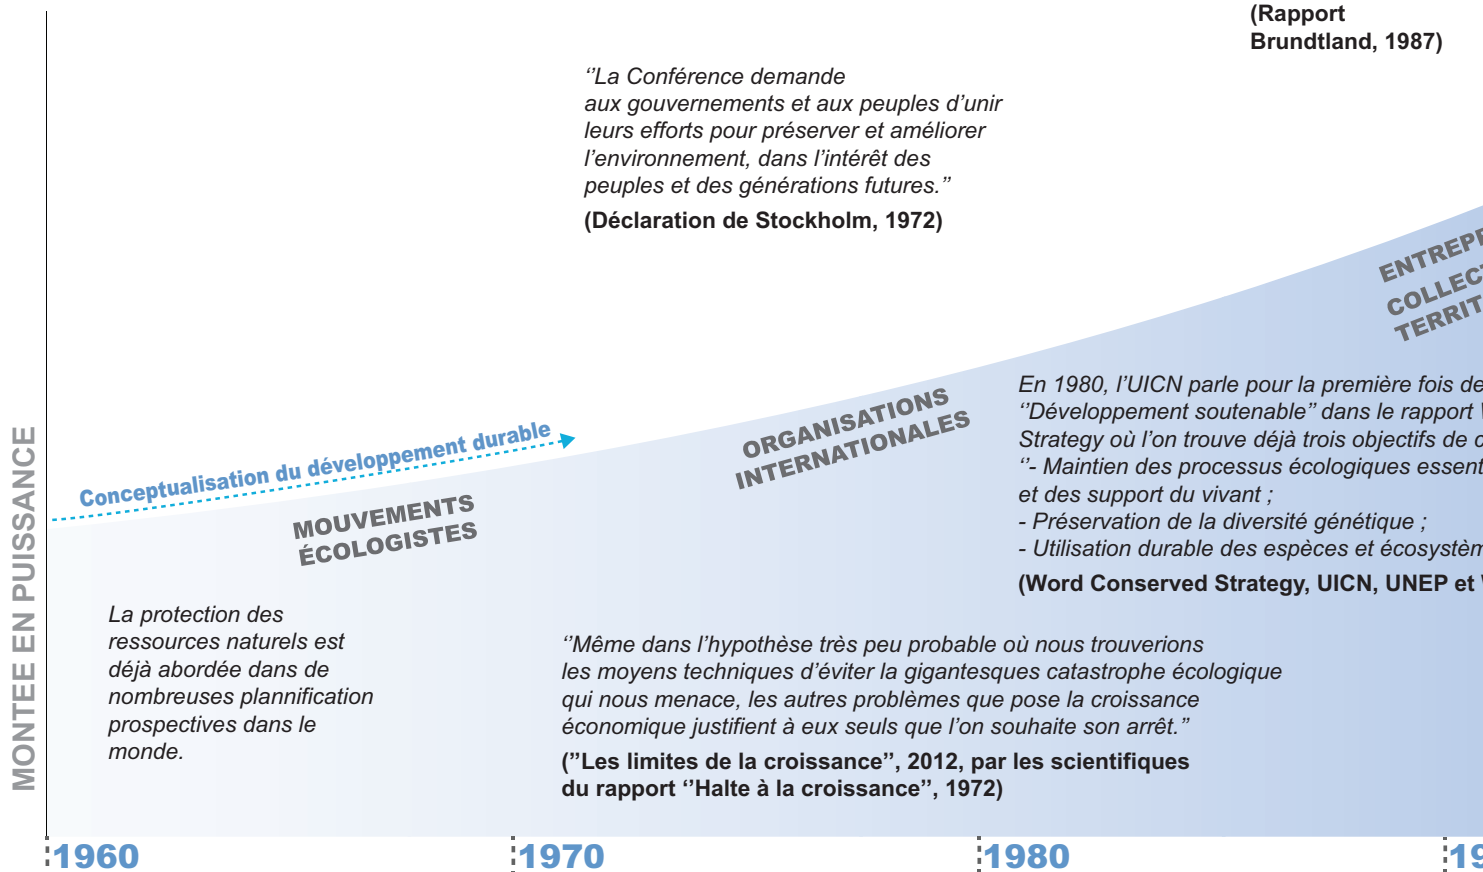 (Rapport
Brundtland, 1987)
‘’La Conférence demande
aux gouvernements et aux peuples d’unir
leurs efforts pour préserver et améliorer
l’environnement, dans l’intérêt des
peuples et des générations futures.’’
(Déclaration de Stockholm, 1972)
Conceptualisation du développement durable
MOUVEMENTS
ÉCOLOGISTES
ORGANISATIONS
INTERNATIONALES
En 1980, l’UICN parle pour la première fois de
‘’Développement soutenable’’ dans le rapport
Strategy où l’on trouve déjà trois objectifs de
‘’- Maintien des processus écologiques
et des support du vivant ;
- Préservation de la diversité génétique ;
- Utilisation durable des espèces et
(Word Conserved Strategy, UICN, UNEP et
La protection des
ressources naturels est
déjà abordée dans de
nombreuses plannification
prospectives dans le
monde.
‘’Même dans l’hypothèse très peu probable où nous trouverions
les moyens techniques d’éviter la gigantesques catastrophe écologique
qui nous menace, les autres problèmes que pose la croissance
économique justifient à eux seuls que l’on souhaite son arrêt.’’
(’’Les limites de la croissance’’, 2012, par les scientifiques
du rapport ‘’Halte à la croissance’’, 1972)
MONTEE EN PUISSANCE
1960
1970
1980